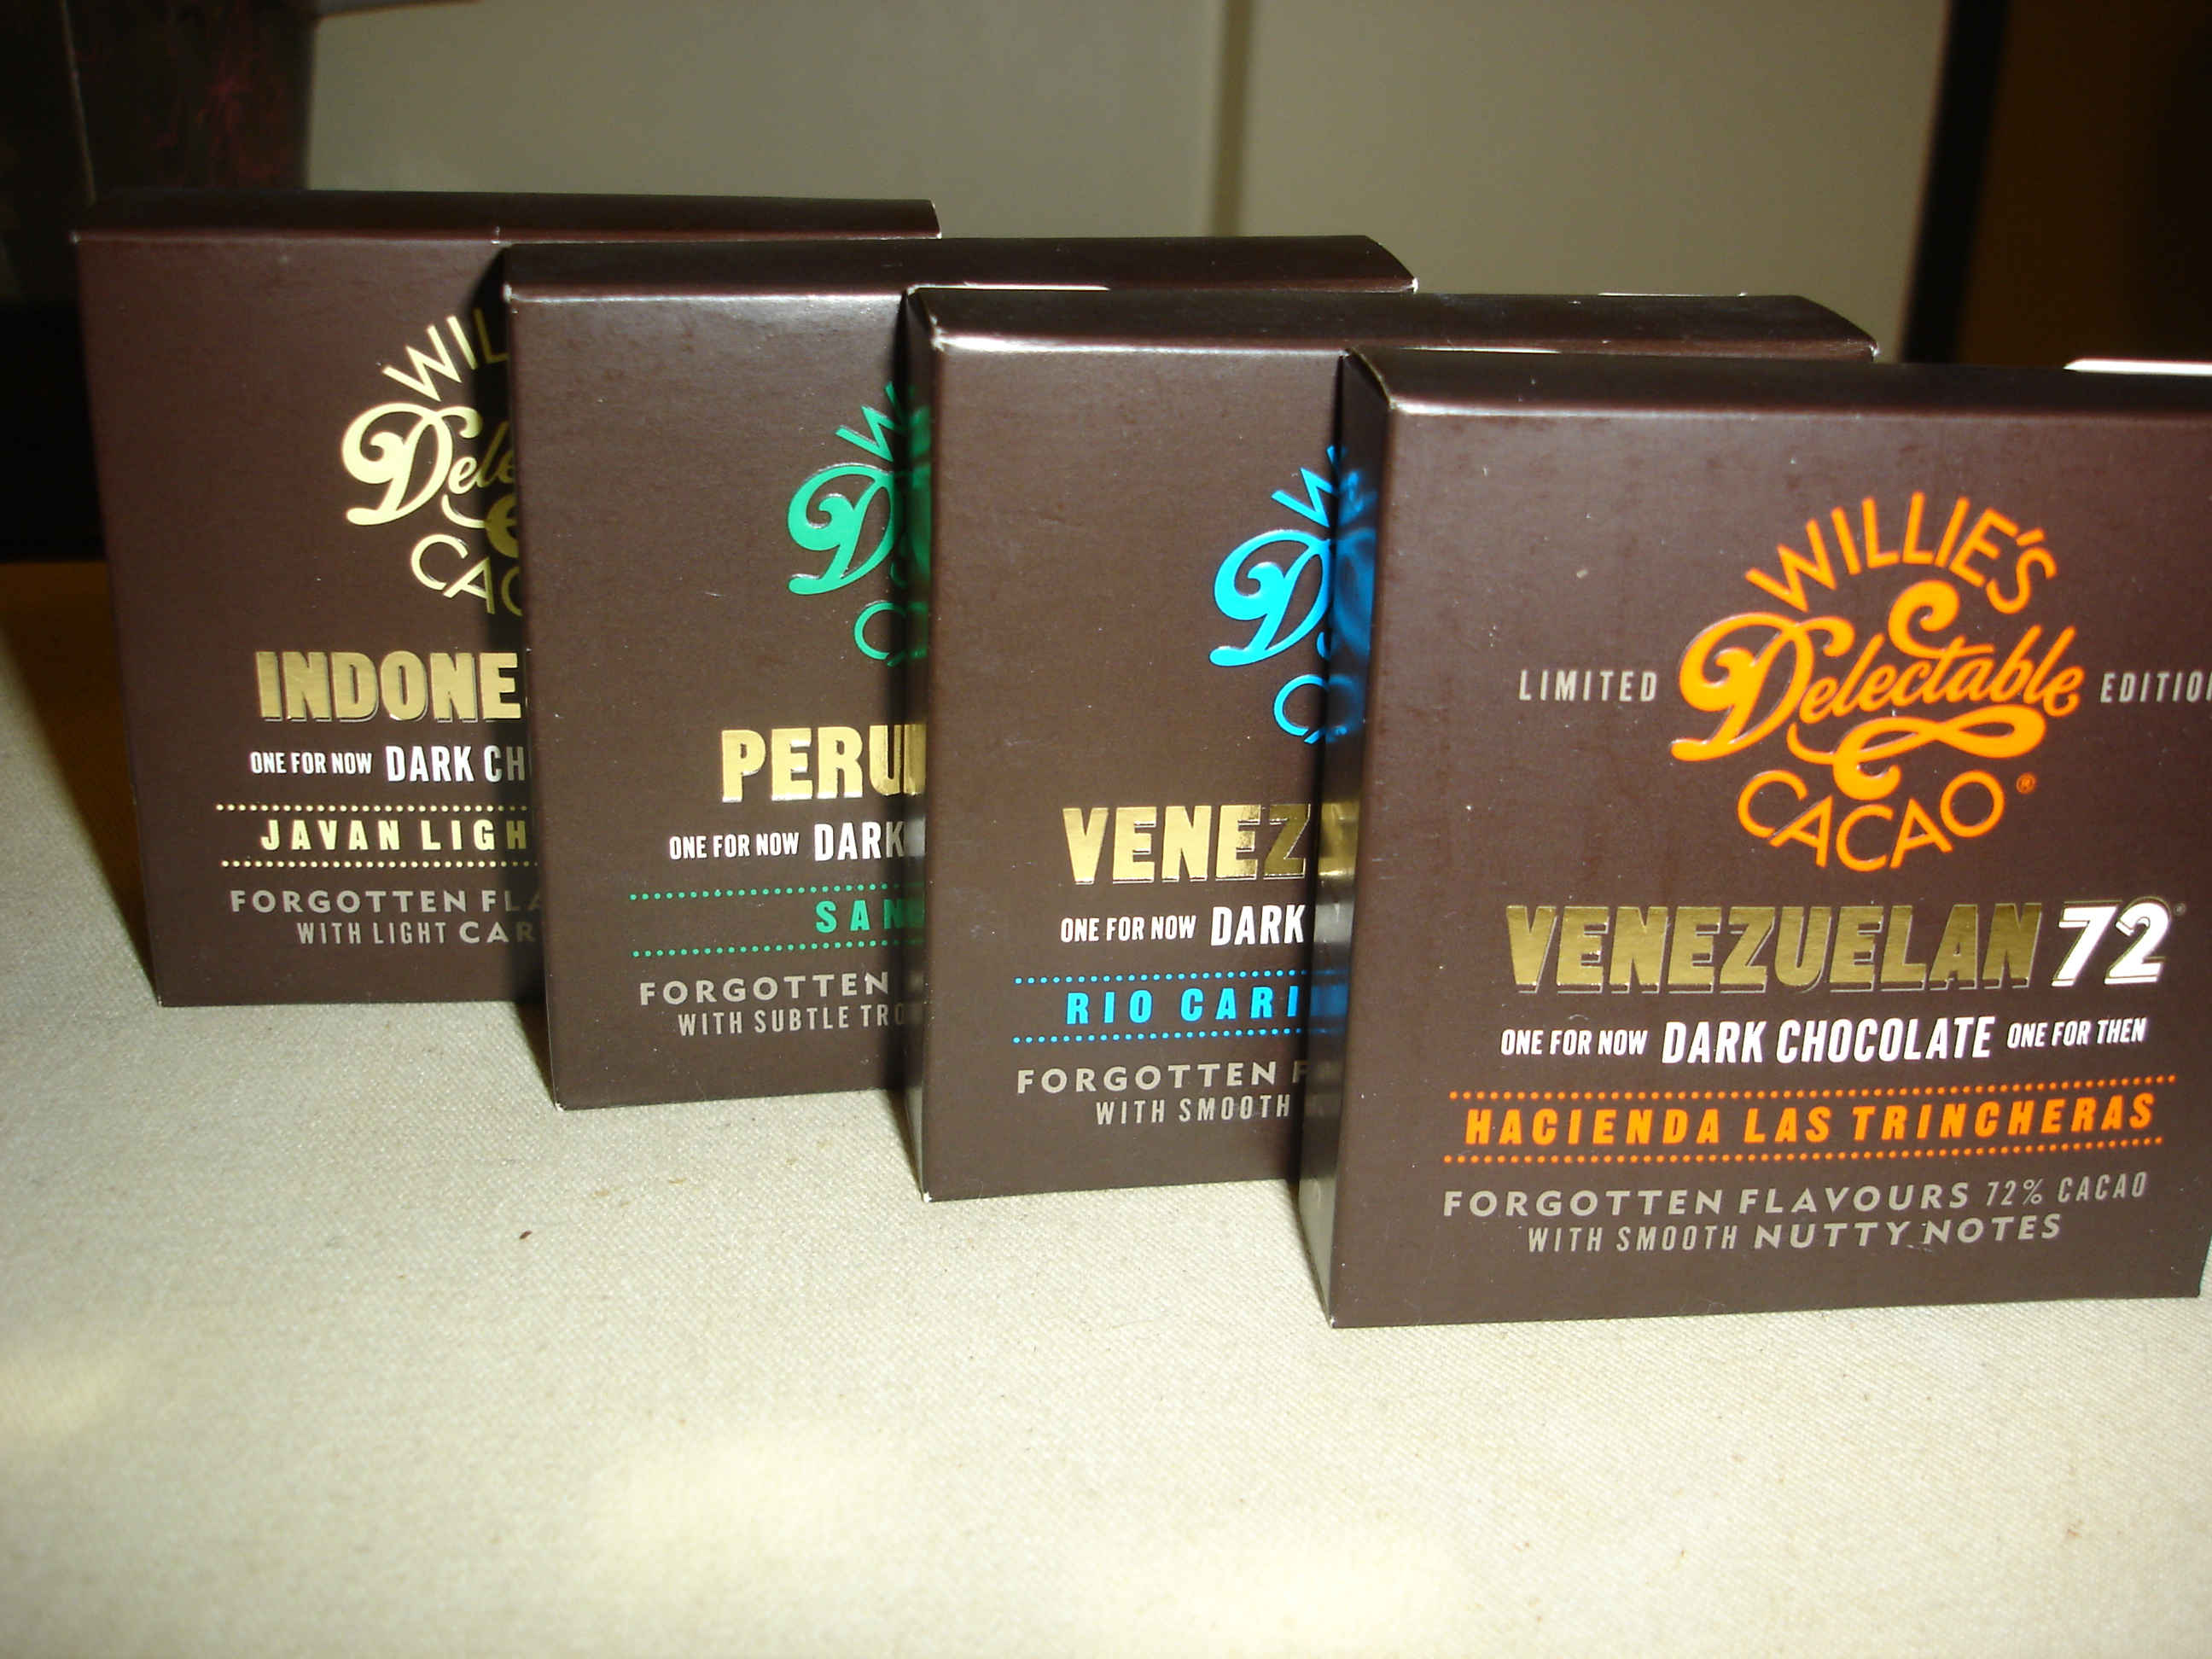 WIL
Dele
CAC
INDONE
ONE FOR NOW DARK CH
JAVAN LIGH
FORGOTTEN FLA
WITH LIGHT CAR
W
D
C
PERU
ONE FOR NOW DARK
SAN
FORGOTTEN
WITH SUBTLE TRO
W
D
C
VENEZ
ONE FOR NOW DARK
RIO CARI
FORGOTTEN F
WITH SMOOTH
WILLIE'S
LIMITED Delectable EDITION
CACAO®
VENEZUELAN 72
ONE FOR NOW DARK CHOCOLATE ONE FOR THEN
HACIENDA LAS TRINCHERAS
FORGOTTEN FLAVOURS 72% CACAO
WITH SMOOTH NUTTY NOTES